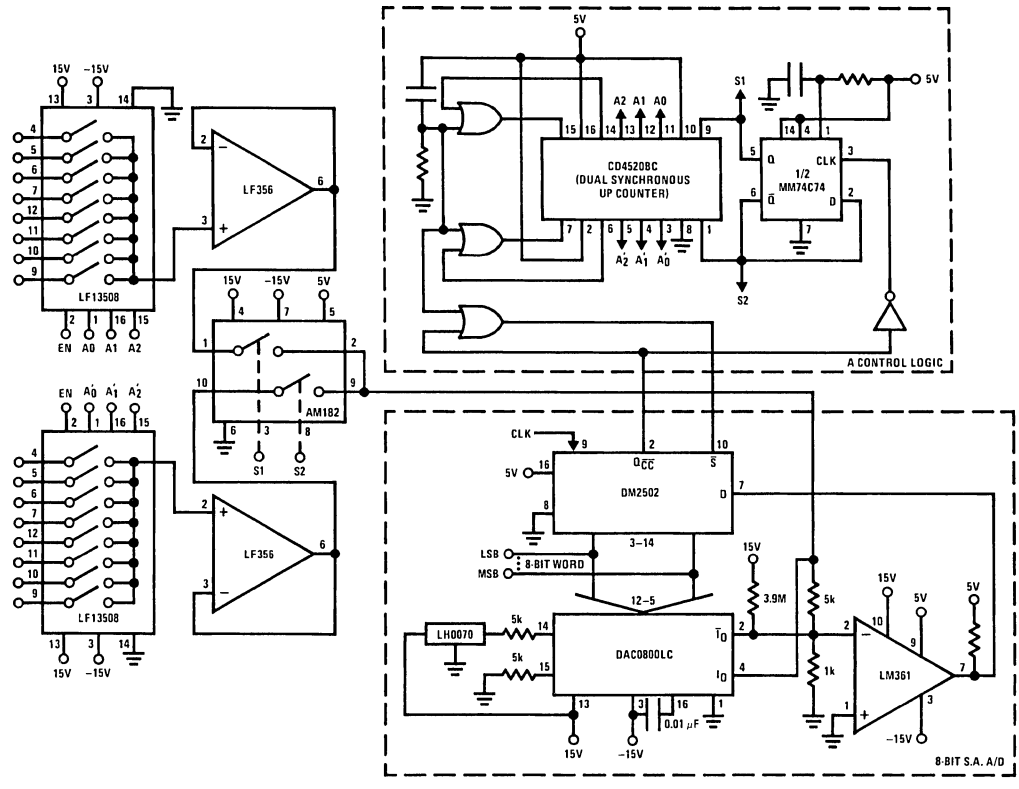 15V
-15V
13
3
14
4
5
6
7
12
11
10
9
LF13508
2
1
16
15
EN
A0
A1
A2
2
−
LF356
6
3
+
15V
-15V
5V
4
7
5
1
2
10
9
AM182
6
3
8
S1
S2
EN
A'0
A'1
A'2
2
1
16
15
4
5
6
7
12
11
10
9
LF13508
13
3
14
15V
-15V
2
+
LF356
6
3
−
5V
A2
A1
A0
S1
15
16
14
13
12
11
10
9
CD4520BC
(DUAL SYNCHRONOUS
UP COUNTER)
7
2
6
5
4
3
8
1
A'2
A'1
A'0
S2
5V
14
4
1
5
Q
CLK
3
1/2
MM74C74
6
Q̅
D
2
7
A CONTROL LOGIC
CLK
9
2
10
5V
16
QC̅C̅
S̅
DM2502
D
7
8
3–14
LSB
8-BIT WORD
MSB
12–5
15V
3.9M
5k
LH0070
5k
14
I̅O
2
5k
15
DAC0800LC
IO
4
1k
13
3
16
1
0.01 μF
15V
-15V
15V
5V
5V
10
9
2
−
LM361
7
1
+
3
-15V
8-BIT S.A. A/D